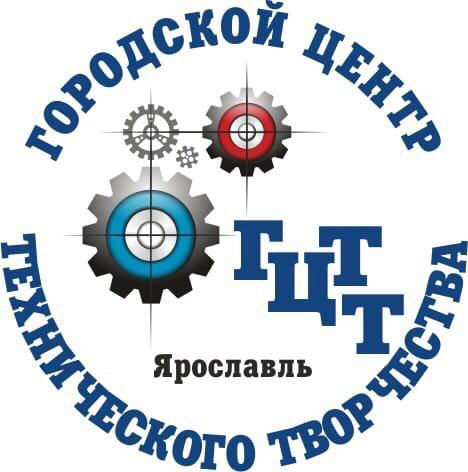 ГОРОДСКОЙ ЦЕНТР
ГЦТТ
Ярославль
ТЕХНИЧЕСКОГО ТВОРЧЕСТВА